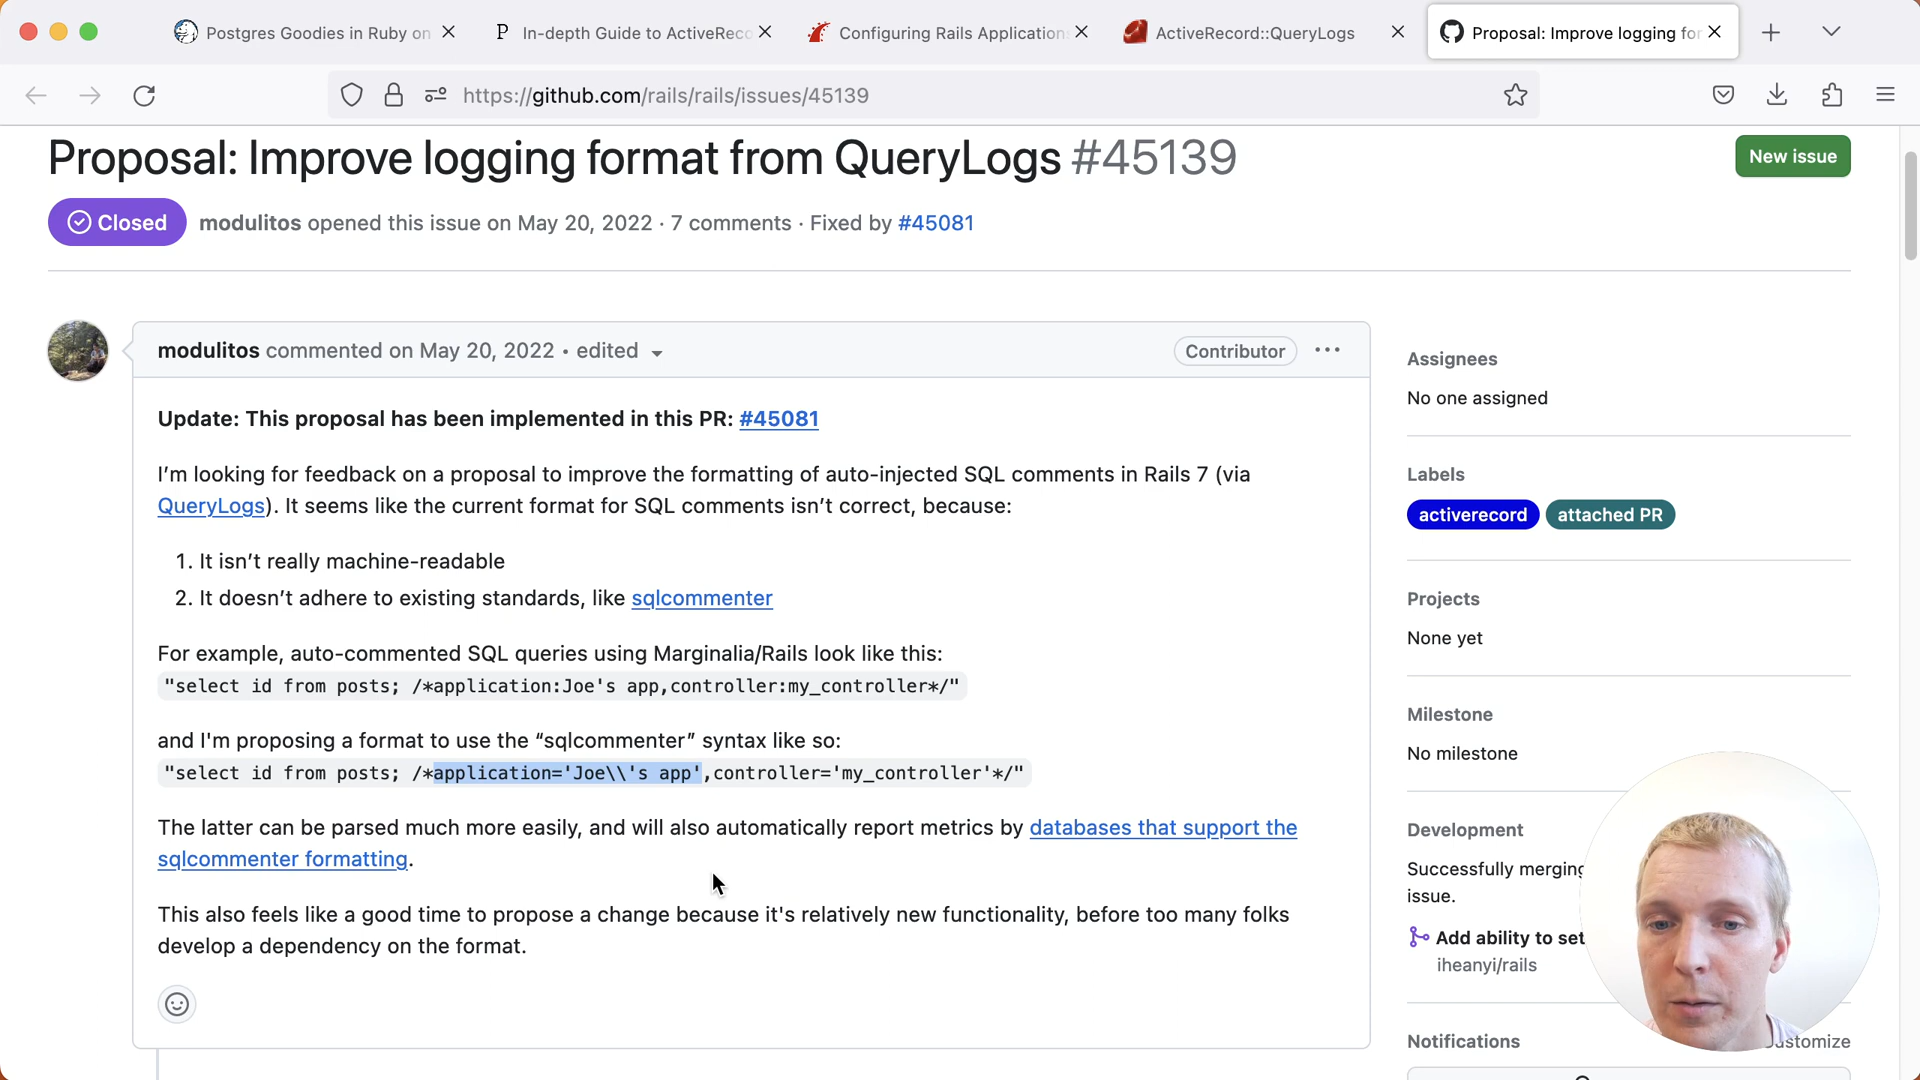 Postgres Goodies in Ruby on
In-depth Guide to ActiveReco
Configuring Rails Application
ActiveRecord::QueryLogs
Proposal: Improve logging for
https://github.com/rails/rails/issues/45139
Proposal: Improve logging format from QueryLogs #45139
New issue
Closed
modulitos opened this issue on May 20, 2022 · 7 comments · Fixed by #45081
modulitos commented on May 20, 2022 • edited
Contributor
Update: This proposal has been implemented in this PR: #45081
I’m looking for feedback on a proposal to improve the formatting of auto-injected SQL comments in Rails 7 (via
QueryLogs). It seems like the current format for SQL comments isn’t correct, because:
1. It isn’t really machine-readable
2. It doesn’t adhere to existing standards, like sqlcommenter
For example, auto-commented SQL queries using Marginalia/Rails look like this:
"select id from posts; /*application:Joe's app,controller:my_controller*/"
and I'm proposing a format to use the “sqlcommenter” syntax like so:
"select id from posts; /*application='Joe\\'s app',controller='my_controller'*/"
The latter can be parsed much more easily, and will also automatically report metrics by databases that support the
sqlcommenter formatting.
This also feels like a good time to propose a change because it's relatively new functionality, before too many folks
develop a dependency on the format.
Assignees
No one assigned
Labels
activerecord
attached PR
Projects
None yet
Milestone
No milestone
Development
Successfully merging
issue.
Add ability to set
iheanyi/rails
Notifications
ustomize